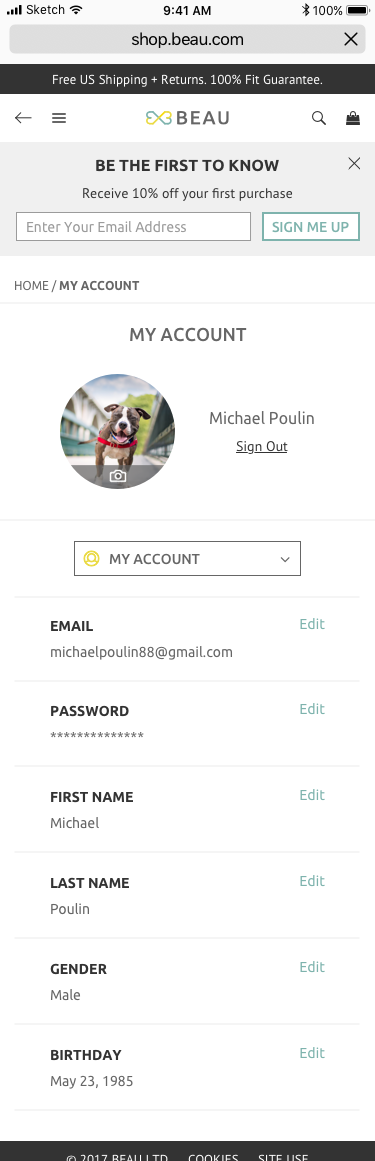 Sketch
9:41 AM
100%
shop.beau.com
Free US Shipping + Returns. 100% Fit Guarantee.
BEAU
BE THE FIRST TO KNOW
Receive 10% off your first purchase
Enter Your Email Address
SIGN ME UP
HOME / MY ACCOUNT
MY ACCOUNT
Michael Poulin
Sign Out
MY ACCOUNT
EMAIL
Edit
michaelpoulin88@gmail.com
PASSWORD
Edit
**************
FIRST NAME
Edit
Michael
LAST NAME
Edit
Poulin
GENDER
Edit
Male
BIRTHDAY
Edit
May 23, 1985
© 2017 BEAU LTD
COOKIES
SITE USE